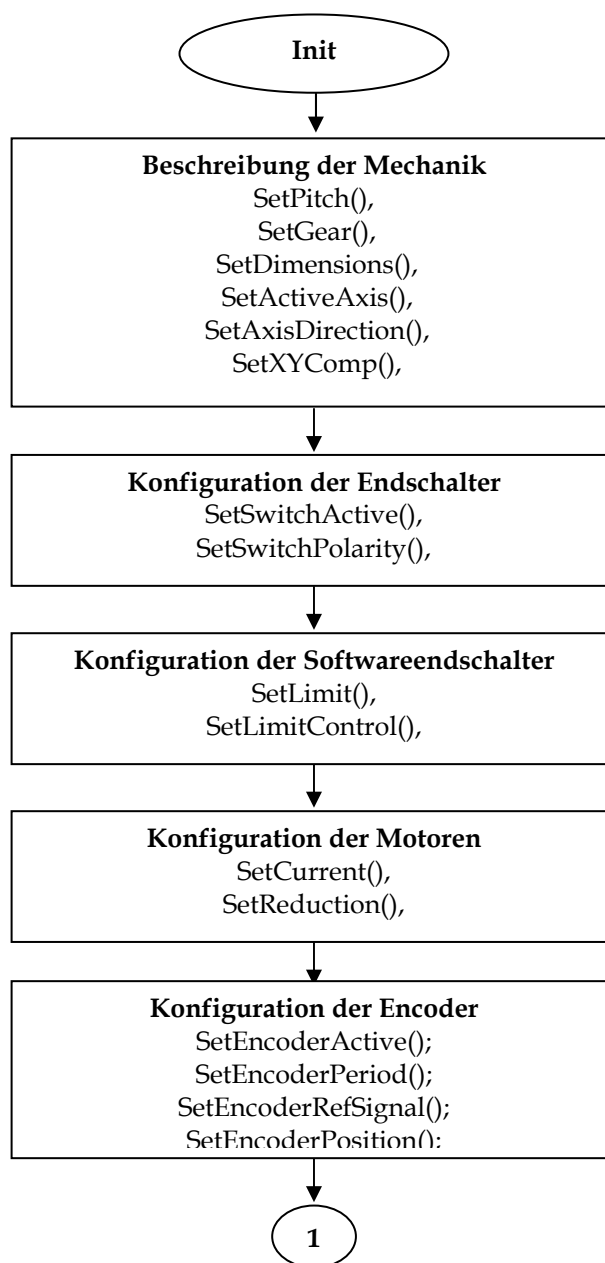 Init
Beschreibung der Mechanik
SetPitch(),
SetGear(),
SetDimensions(),
SetActiveAxis(),
SetAxisDirection(),
SetXYComp(),
Konfiguration der Endschalter
SetSwitchActive(),
SetSwitchPolarity(),
Konfiguration der Softwareendschalter
SetLimit(),
SetLimitControl(),
Konfiguration der Motoren
SetCurrent(),
SetReduction(),
Konfiguration der Encoder
SetEncoderActive();
SetEncoderPeriod();
SetEncoderRefSignal();
SetEncoderPosition();
1